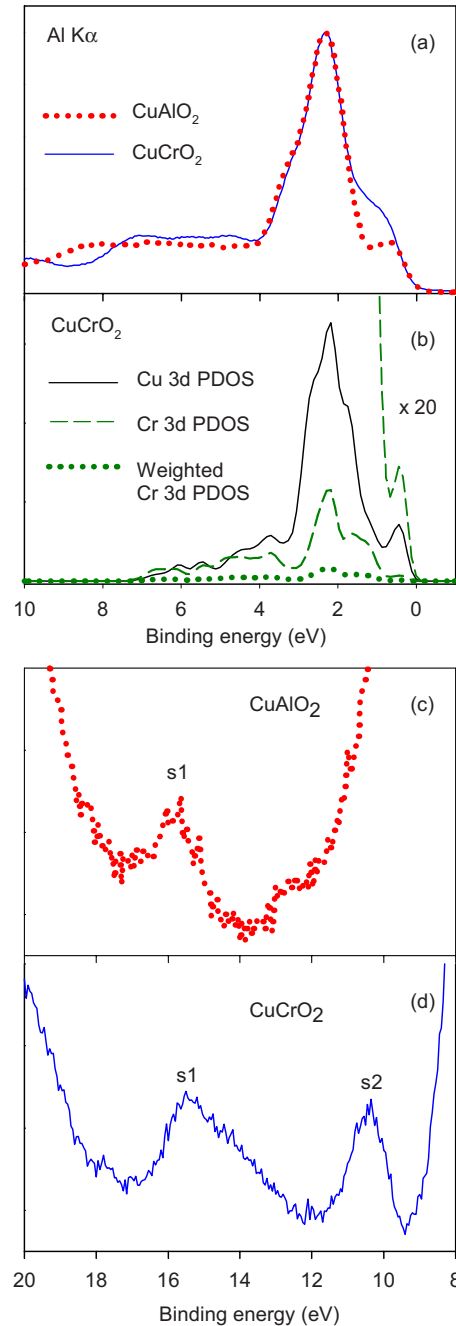 Al Kα
(a)
CuAlO2
CuCrO2
CuCrO2
(b)
Cu 3d PDOS
Cr 3d PDOS
x 20
Weighted
Cr 3d PDOS
10 8 6 4 2 0
Binding energy (eV)
CuAlO2
(c)
s1
CuCrO2
(d)
s1
s2
20 18 16 14 12 10 8
Binding energy (eV)